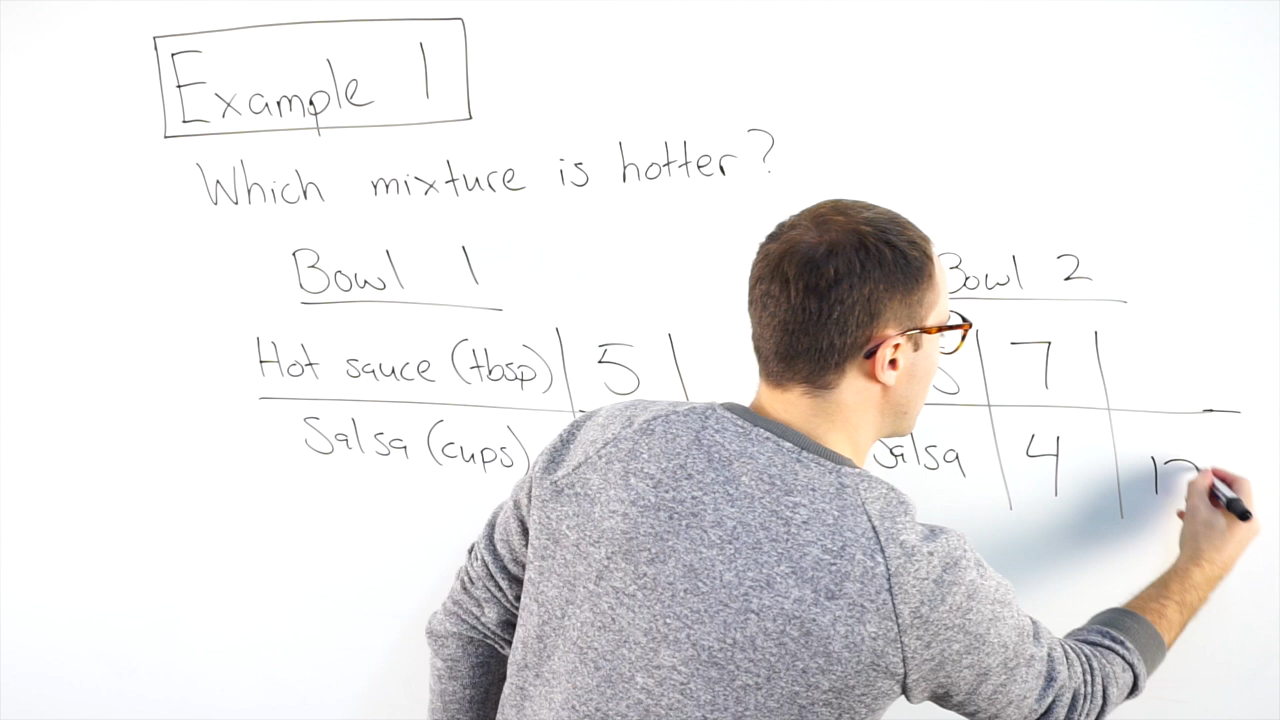 Example 1
Which mixture is hotter?
Bowl 1
Bowl 2
Hot sauce (tbsp) 5
7
Salsa (cups)
Salsa 4